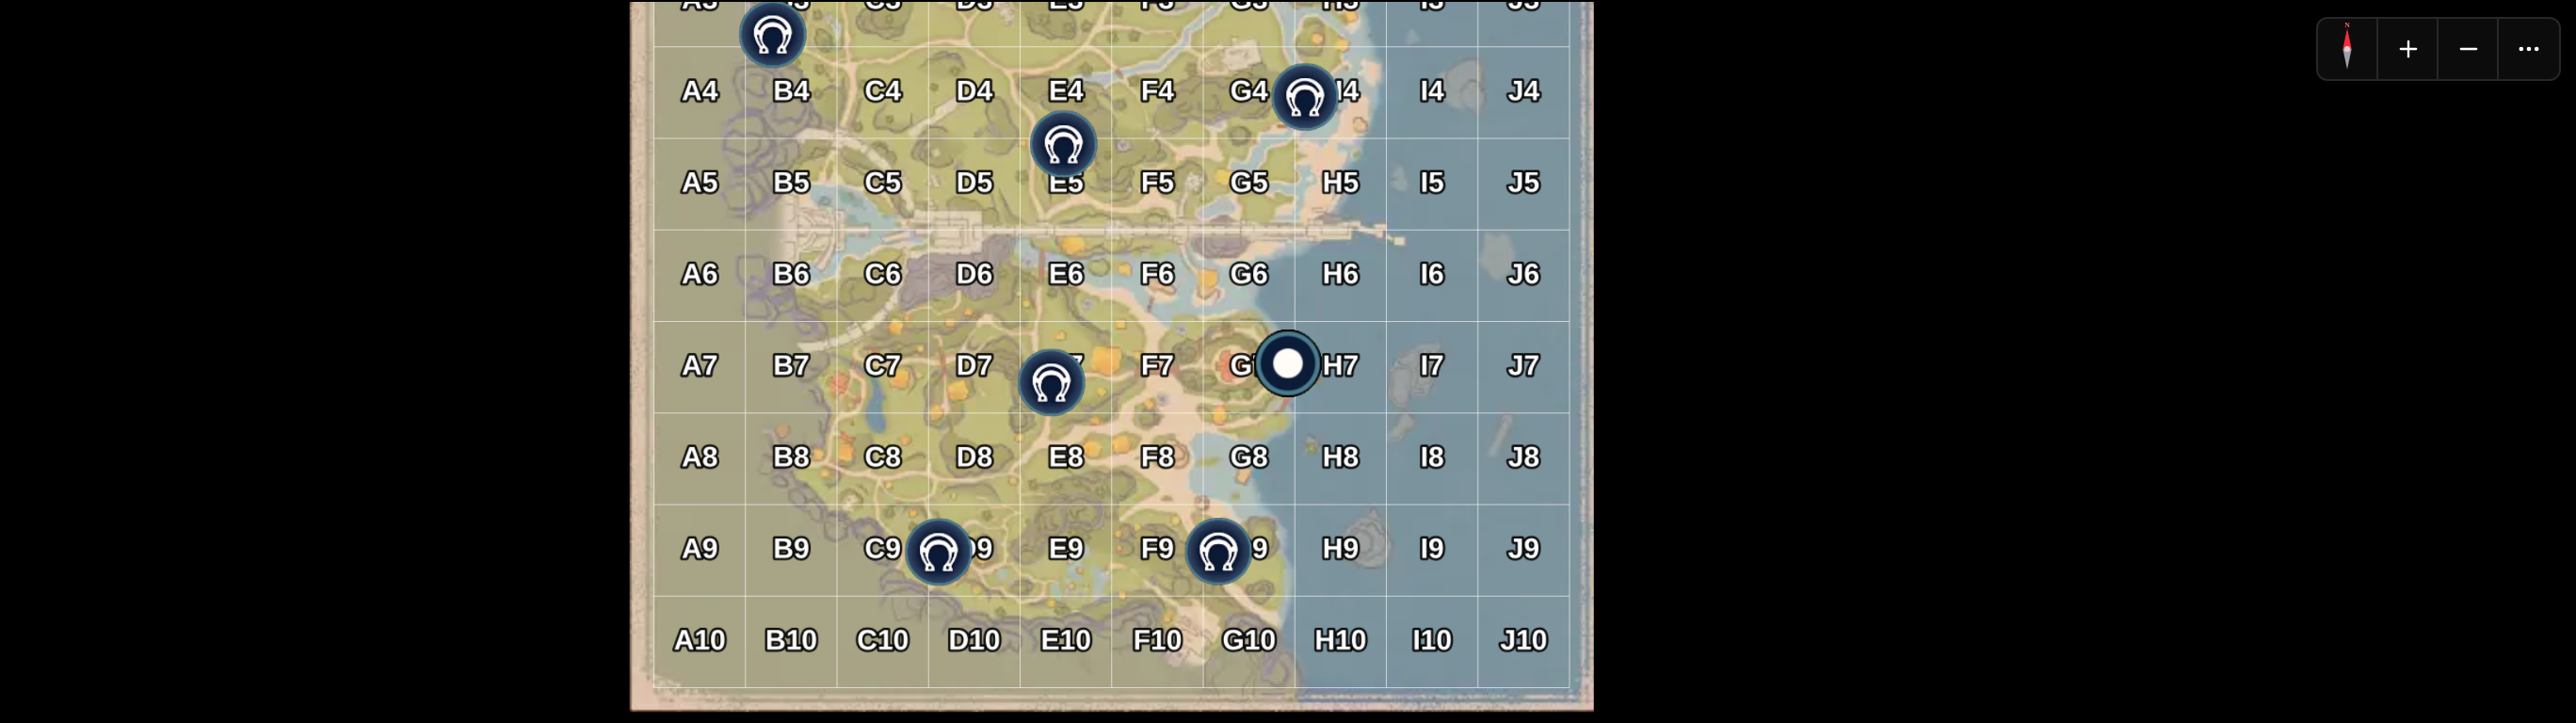 N
A4 B4 C4 D4 E4 F4 G4 I4 J4
A5 B5 C5 D5 E5 F5 G5 H5 I5 J5
A6 B6 C6 D6 E6 F6 G6 H6 I6 J6
A7 B7 C7 D7 F7 H7 I7 J7
A8 B8 C8 D8 E8 F8 G8 H8 I8 J8
A9 B9 C9 E9 F9 H9 I9 J9
A10 B10 C10 D10 E10 F10 G10 H10 I10 J10